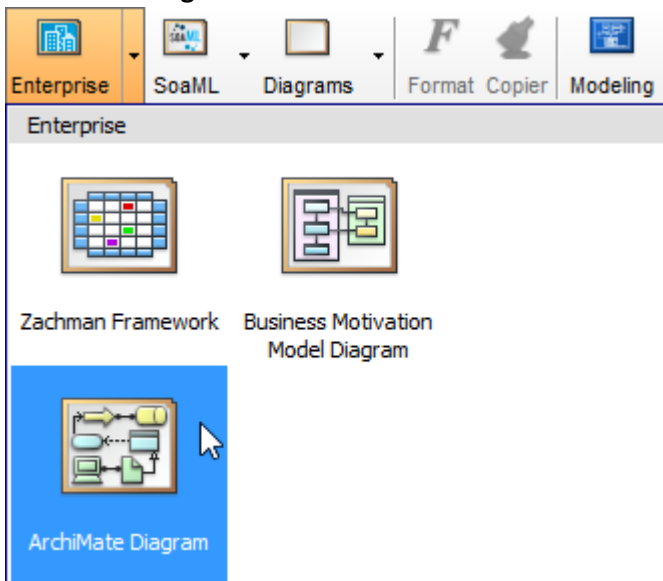 Enterprise SoaML Diagrams Format Copier Modeling
Enterprise
Zachman Framework Business Motivation
Model Diagram
ArchiMate Diagram